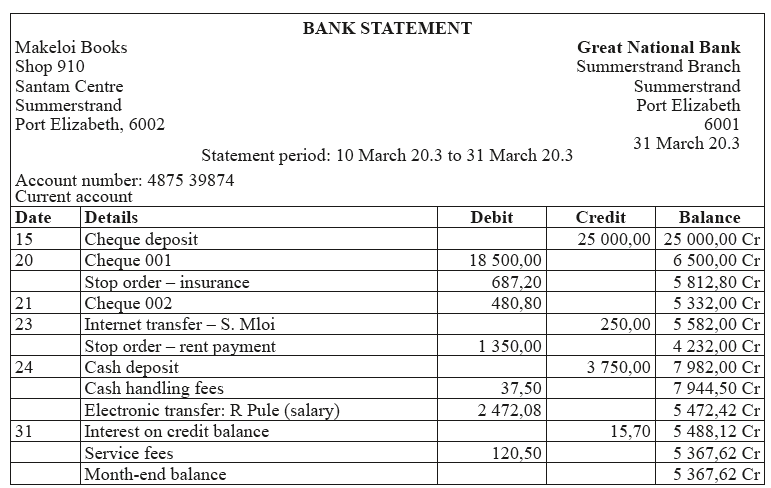 BANK STATEMENT
Makeloi Books
Shop 910
Santam Centre
Summerstrand
Port Elizabeth, 6002
Great National Bank
Summerstrand Branch
Summerstrand
Port Elizabeth
6001
31 March 20.3
Statement period: 10 March 20.3 to 31 March 20.3
Account number: 4875 39874
Current account
Date Details Debit Credit Balance
15 Cheque deposit 25 000,00 25 000,00 Cr
20 Cheque 001 18 500,00 6 500,00 Cr
Stop order – insurance 687,20 5 812,80 Cr
21 Cheque 002 480,80 5 332,00 Cr
23 Internet transfer – S. Mloi 250,00 5 582,00 Cr
Stop order – rent payment 1 350,00 4 232,00 Cr
24 Cash deposit 3 750,00 7 982,00 Cr
Cash handling fees 37,50 7 944,50 Cr
Electronic transfer: R Pule (salary) 2 472,08 5 472,42 Cr
31 Interest on credit balance 15,70 5 488,12 Cr
Service fees 120,50 5 367,62 Cr
Month-end balance 5 367,62 Cr